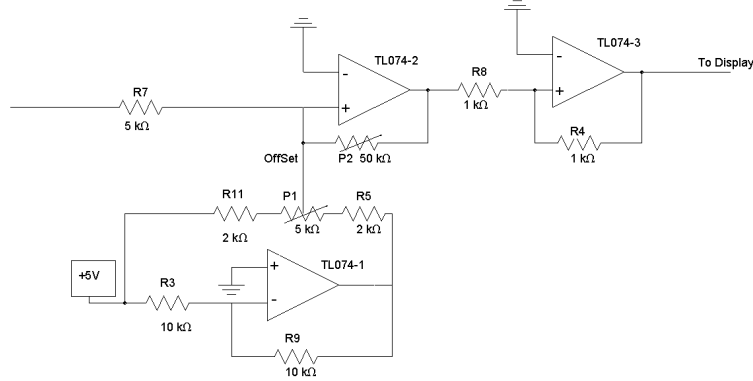 TL074-2
TL074-3
-
+
-
+
To Display
R7
5 kΩ
R8
1 kΩ
R4
1 kΩ
OffSet
P2 50 kΩ
R11
2 kΩ
P1
5 kΩ
R5
2 kΩ
+5V
R3
10 kΩ
TL074-1
+
-
R9
10 kΩ